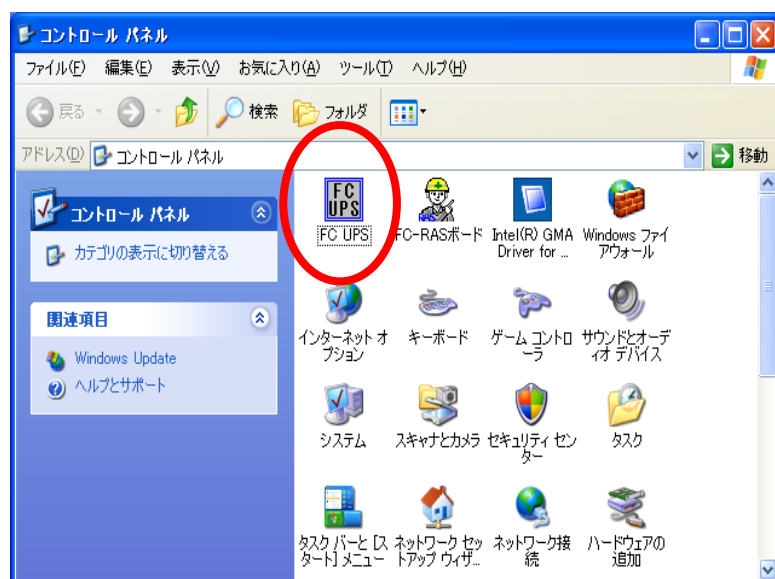 コントロール パネル
ファイル(F) 編集(E) 表示(V) お気に入り(A) ツール(T) ヘルプ(H)
戻る 検索 フォルダ
アドレス(D) コントロール パネル 移動
コントロール パネル
カテゴリの表示に切り替える
関連項目
Windows Update
ヘルプとサポート
FC
UPS
RAS
FC UPS FC-RASボード Intel(R) GMA Windows ファイ
Driver for ... アウォール
インターネット オ キーボード ゲーム コントロ サウンドとオーデ
プション ーラ ィオ デバイス
システム スキャナとカメラ セキュリティ セン タスク
ター
タスク バーと [ス ネットワーク セッ ネットワーク接 ハードウェアの
タート] メニュー トアップ ウィザ... 続 追加